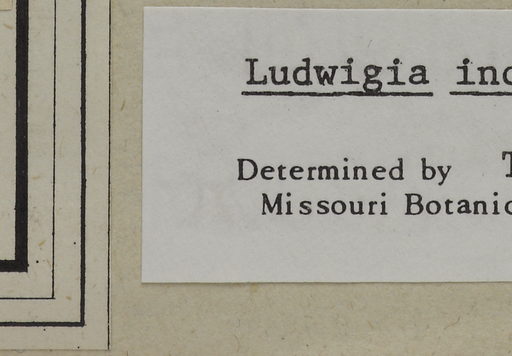 Ludwigia inc
Determined by T
Missouri Botanic